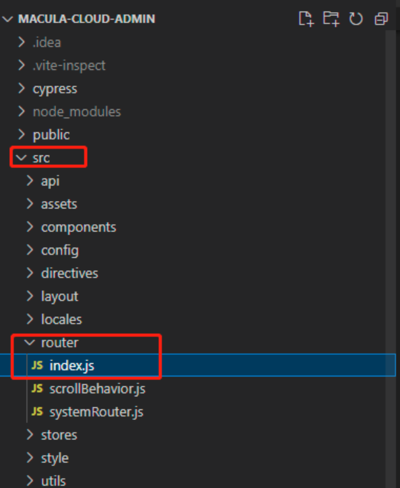 MACULA-CLOUD-ADMIN
.idea
.vite-inspect
cypress
node_modules
public
src
api
assets
components
config
directives
layout
locales
router
JS index.js
JS scrollBehavior.js
JS systemRouter.js
stores
style
utils